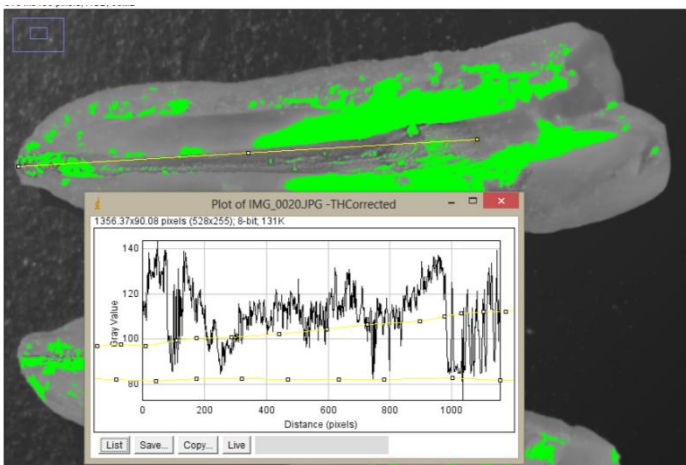 Plot of IMG_0020.JPG -THCorrected
1356.37x90.08 pixels (528x255); 8-bit; 131K
140
120
100
80
Gray Value
0
200
400
600
800
1000
Distance (pixels)
List
Save...
Copy...
Live